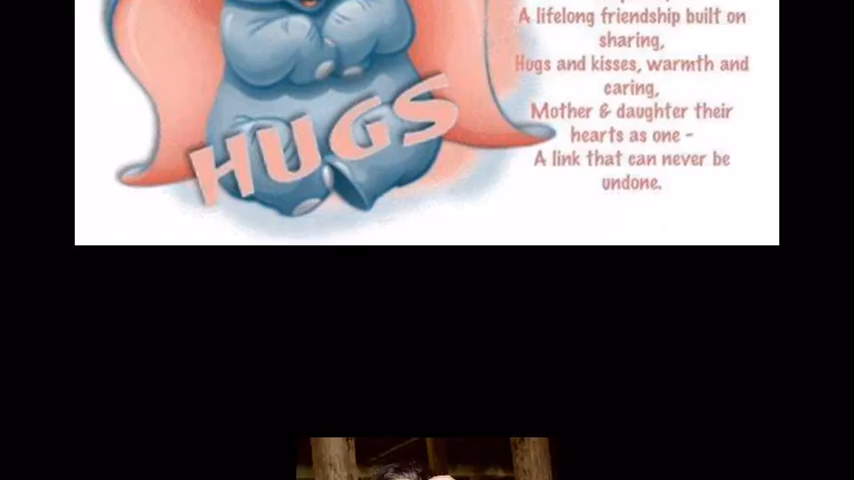 HUGS
A lifelong friendship built on
sharing,
Hugs and kisses, warmth and
caring,
Mother & daughter their
hearts as one -
A link that can never be
undone.